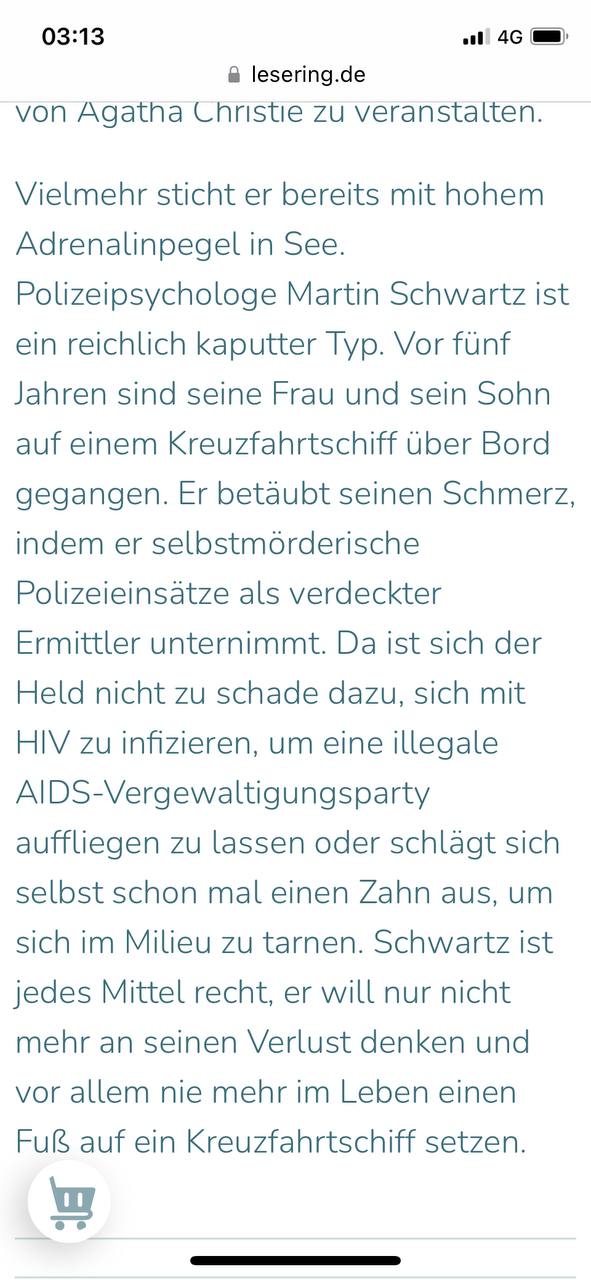 03:13
4G
lesering.de
von Agatha Christie zu veranstalten.
Vielmehr sticht er bereits mit hohem
Adrenalinpegel in See.
Polizeipsychologe Martin Schwartz ist
ein reichlich kaputter Typ. Vor fünf
Jahren sind seine Frau und sein Sohn
auf einem Kreuzfahrtschiff über Bord
gegangen. Er betäubt seinen Schmerz,
indem er selbstmörderische
Polizeieinsätze als verdeckter
Ermittler unternimmt. Da ist sich der
Held nicht zu schade dazu, sich mit
HIV zu infizieren, um eine illegale
AIDS-Vergewaltigungsparty
auffliegen zu lassen oder schlägt sich
selbst schon mal einen Zahn aus, um
sich im Milieu zu tarnen. Schwartz ist
jedes Mittel recht, er will nur nicht
mehr an seinen Verlust denken und
vor allem nie mehr im Leben einen
Fuß auf ein Kreuzfahrtschiff setzen.